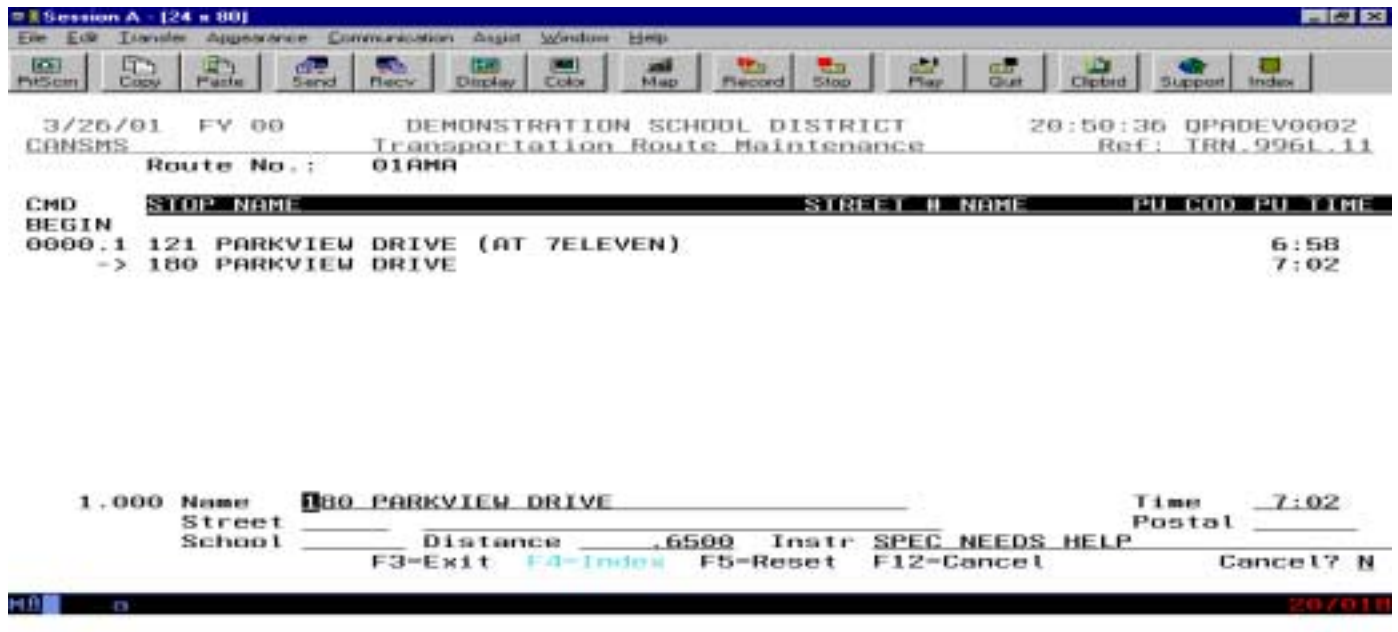 Session A - [24 x 80]
File Edit Transfer Appearance Communication Assist Window Help
PrtScrn Copy Paste Send Recv Display Color Map Record Stop Play Quit Clipbrd Support Index
3/26/01 FY 00 DEMONSTRATION SCHOOL DISTRICT 20:50:36 QPADEV0002
CANSMS Transportation Route Maintenance Ref: TRN.996L.11
Route No.: 01AMA
CMD STOP NAME STREET # NAME PU COD PU TIME
BEGIN
0000.1 121 PARKVIEW DRIVE (AT 7ELEVEN) 6:58
-> 180 PARKVIEW DRIVE 7:02
1.000 Name 180 PARKVIEW DRIVE Time 7:02
Street Postal
School Distance .6500 Instr SPEC NEEDS HELP
F3=Exit F4=Index F5=Reset F12=Cancel Cancel? N
MA a 20/018